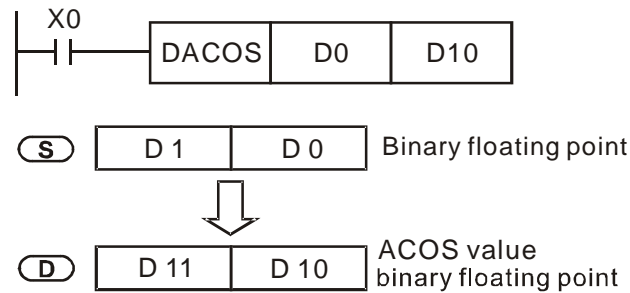 X0
DACOS D0 D10
S D 1 D 0 Binary floating point
D D 11 D 10 ACOS value
binary floating point